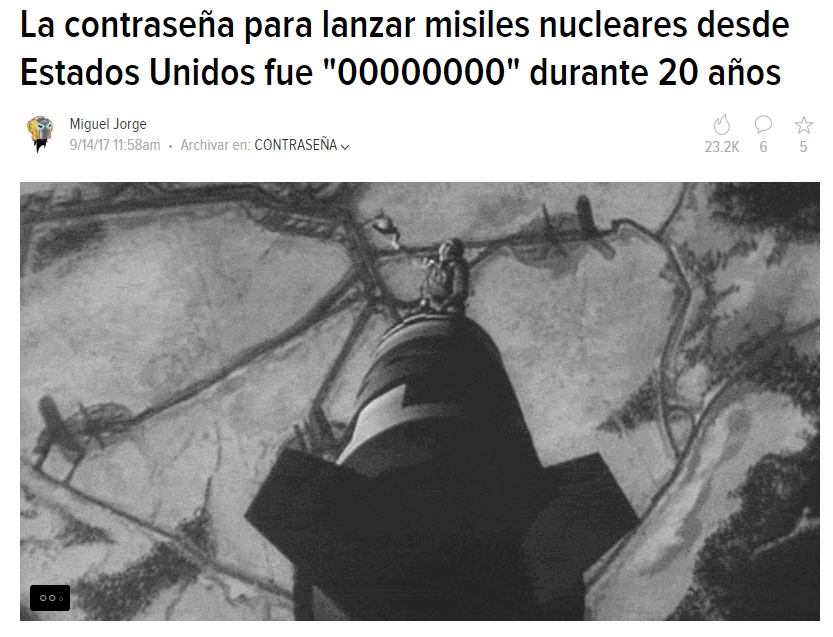 La contraseña para lanzar misiles nucleares desde
Estados Unidos fue "00000000" durante 20 años
Miguel Jorge
9/14/17 11:58am • Archivar en: CONTRASEÑA
23.2K 6 5